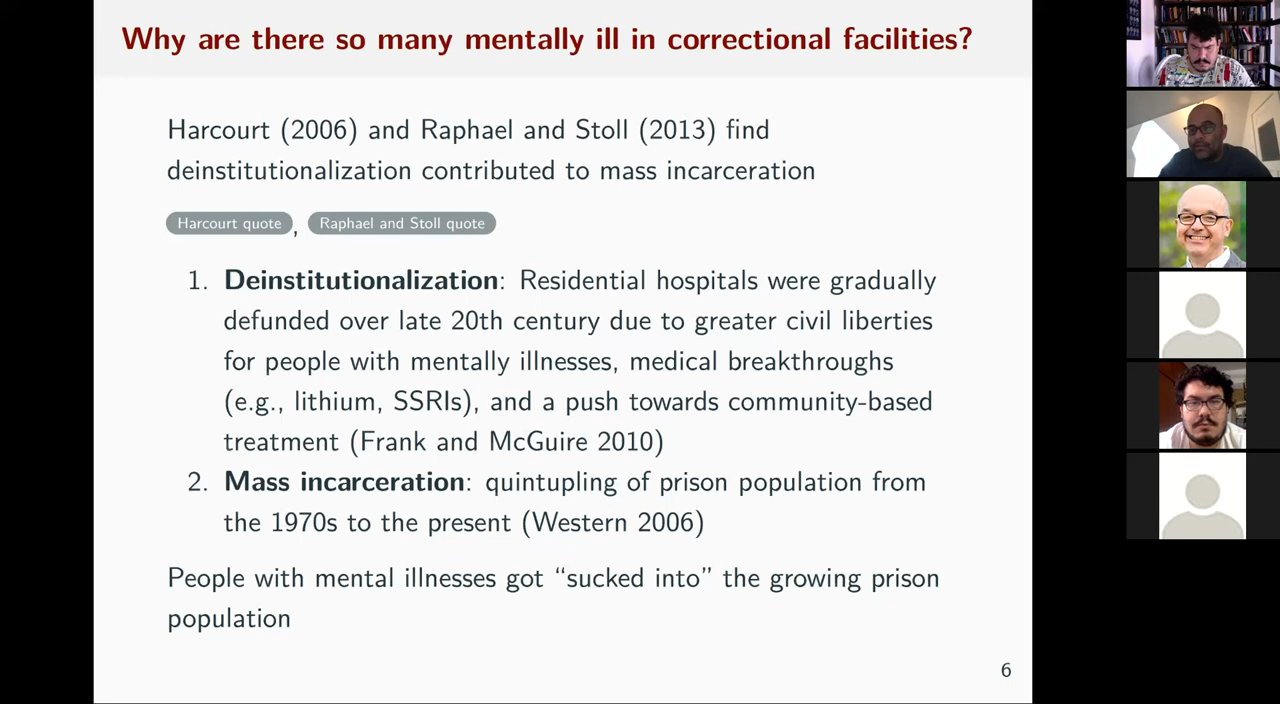 Why are there so many mentally ill in correctional facilities?
Harcourt (2006) and Raphael and Stoll (2013) find
deinstitutionalization contributed to mass incarceration
Harcourt quote , Raphael and Stoll quote
1. Deinstitutionalization: Residential hospitals were gradually
defunded over late 20th century due to greater civil liberties
for people with mentally illnesses, medical breakthroughs
(e.g., lithium, SSRIs), and a push towards community-based
treatment (Frank and McGuire 2010)
2. Mass incarceration: quintupling of prison population from
the 1970s to the present (Western 2006)
People with mental illnesses got “sucked into” the growing prison
population
6